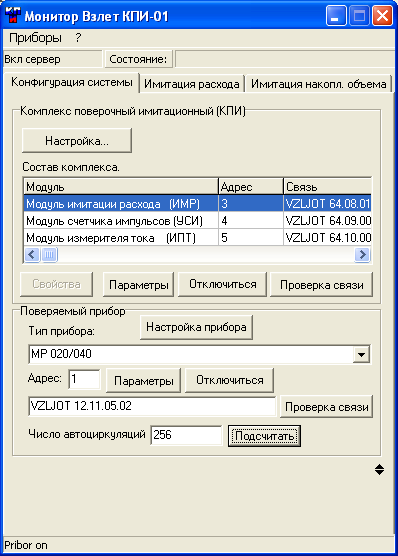 Монитор Взлет КПИ-01
Приборы ?
Вкл сервер Состояние:
Конфигурация системы Имитация расхода Имитация накопл. объема
Комплекс поверочный имитационный (КПИ)
Настройка...
Состав комплекса.
Модуль Адрес Связь
Модуль имитации расхода (ИМР) 3 VZLJOT 64.08.01
Модуль счетчика импульсов (УСИ) 4 VZLJOT 64.09.00
Модуль измерителя тока (ИПТ) 5 VZLJOT 64.10.00
Свойства Параметры Отключиться Проверка связи
Поверяемый прибор
Тип прибора: Настройка прибора
МР 020/040
Адрес: 1 Параметры Отключиться
VZLJOT 12.11.05.02 Проверка связи
Число автоциркуляций 256 Подсчитать
Pribor on